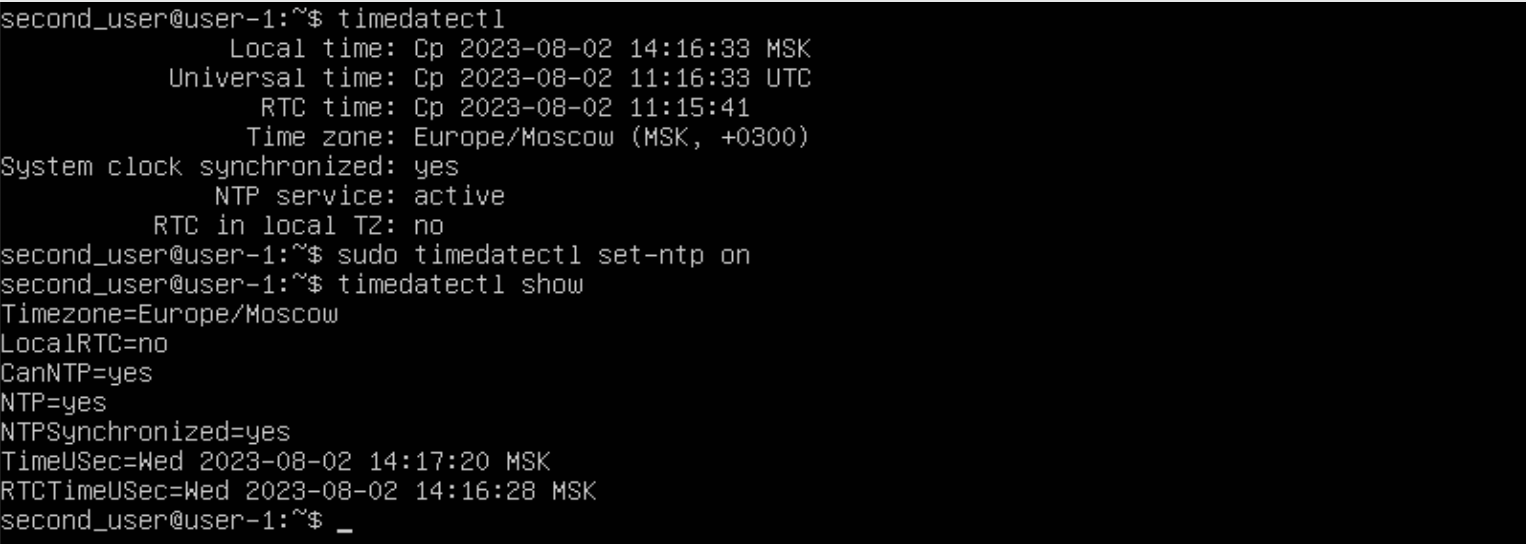 second_user@user-1:~$ timedatectl
Local time: Ср 2023-08-02 14:16:33 MSK
Universal time: Ср 2023-08-02 11:16:33 UTC
RTC time: Ср 2023-08-02 11:15:41
Time zone: Europe/Moscow (MSK, +0300)
System clock synchronized: yes
NTP service: active
RTC in local TZ: no
second_user@user-1:~$ sudo timedatectl set-ntp on
second_user@user-1:~$ timedatectl show
Timezone=Europe/Moscow
LocalRTC=no
CanNTP=yes
NTP=yes
NTPSynchronized=yes
TimeUSec=Wed 2023-08-02 14:17:20 MSK
RTCTimeUSec=Wed 2023-08-02 14:16:28 MSK
second_user@user-1:~$ _